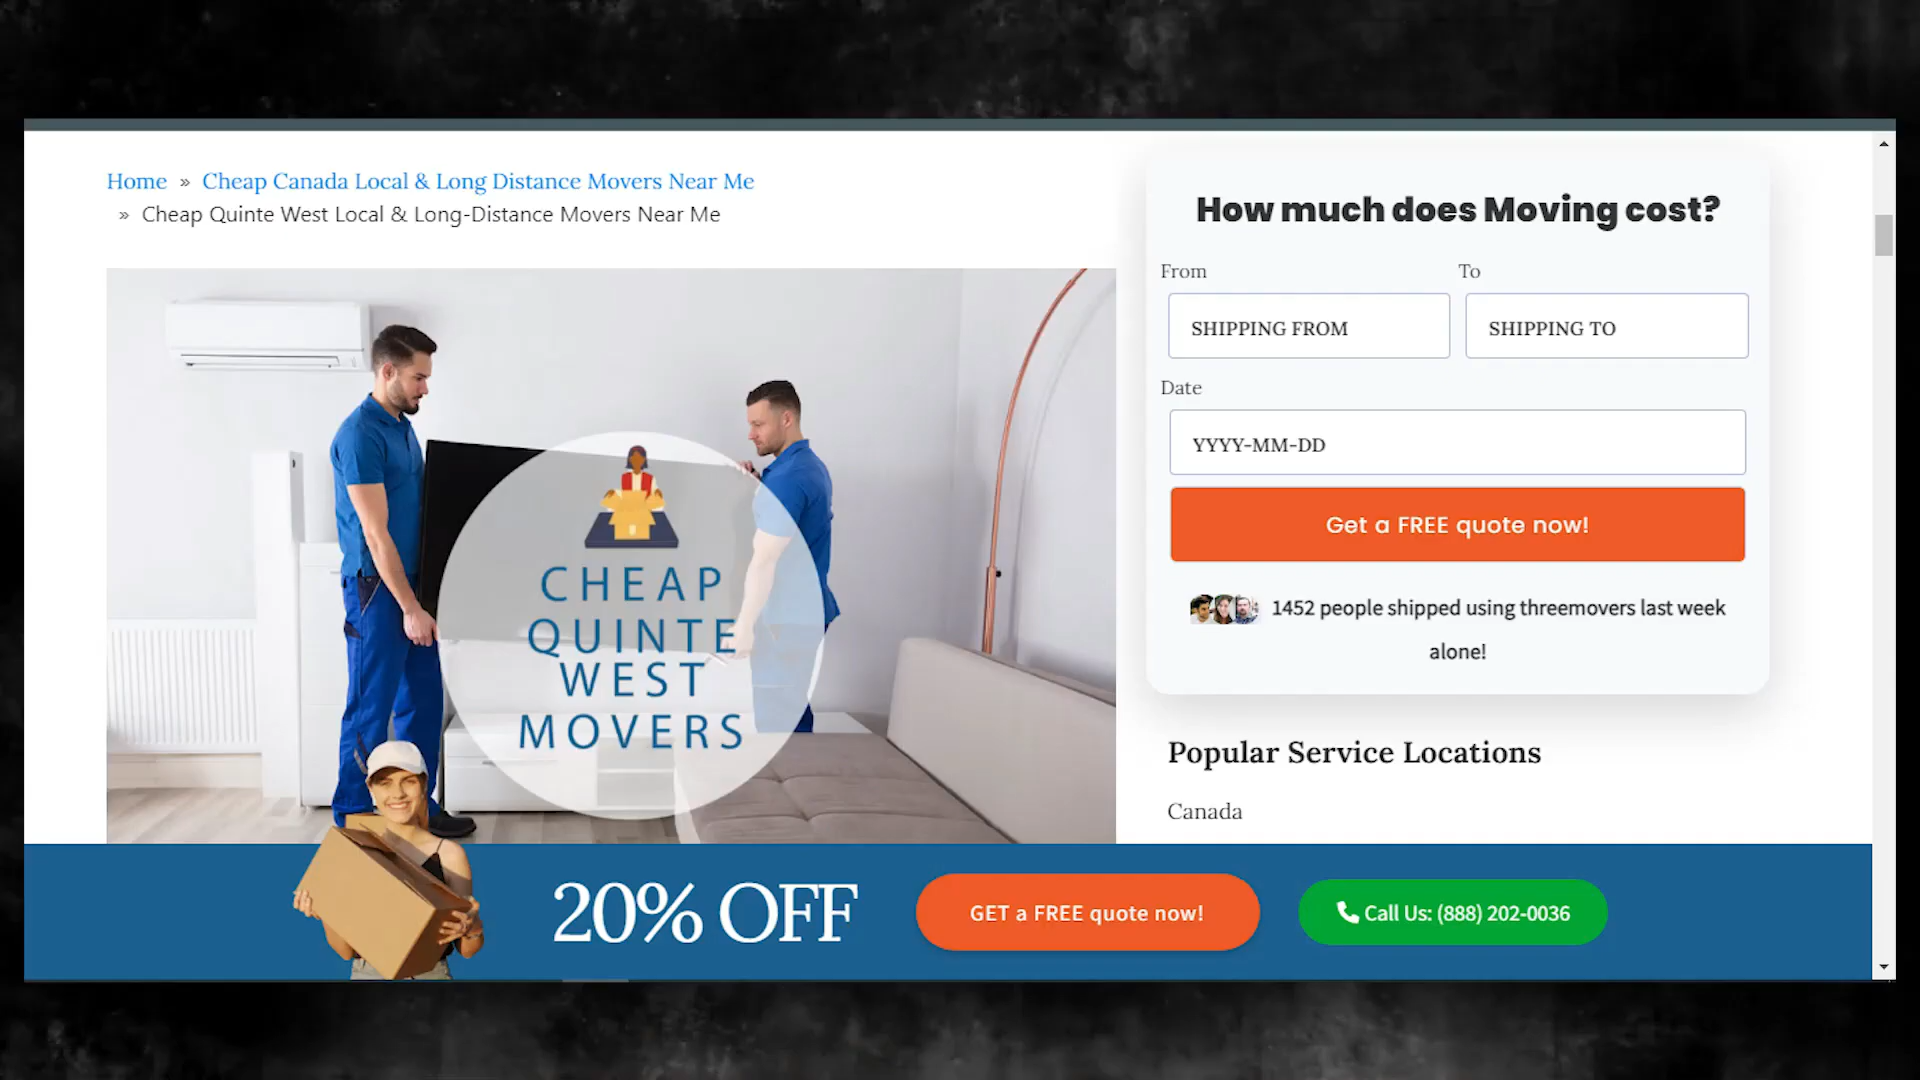 Home » Cheap Canada Local & Long Distance Movers Near Me
» Cheap Quinte West Local & Long-Distance Movers Near Me
CHEAP
QUINTE
WEST
MOVERS
How much does Moving cost?
From
To
SHIPPING FROM
SHIPPING TO
Date
YYYY-MM-DD
Get a FREE quote now!
1452 people shipped using threemovers last week
alone!
Popular Service Locations
Canada
20% OFF
GET a FREE quote now!
Call Us: (888) 202-0036